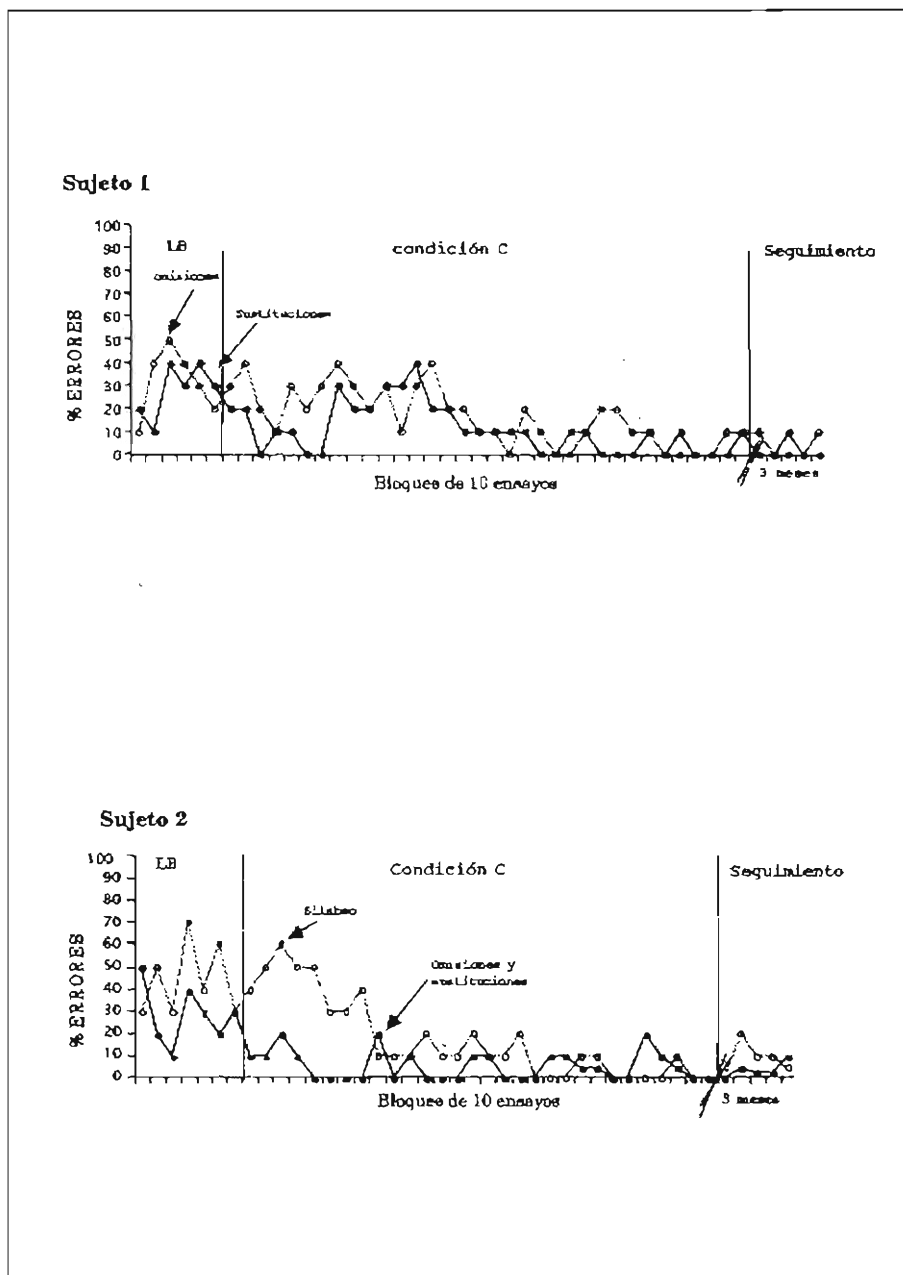 Sujeto 1
100
90
80
70
60
50
40
30
20
10
0
% ERRORES
LB
condición C
Seguimiento
omisiones
Sustituciones
Bloques de 10 ensayos
3 meses
Sujeto 2
100
90
80
70
60
50
40
30
20
10
0
% ERRORES
LB
Condición C
Seguimiento
Silabeo
Omisiones y
sustituciones
Bloques de 10 ensayos
3 meses